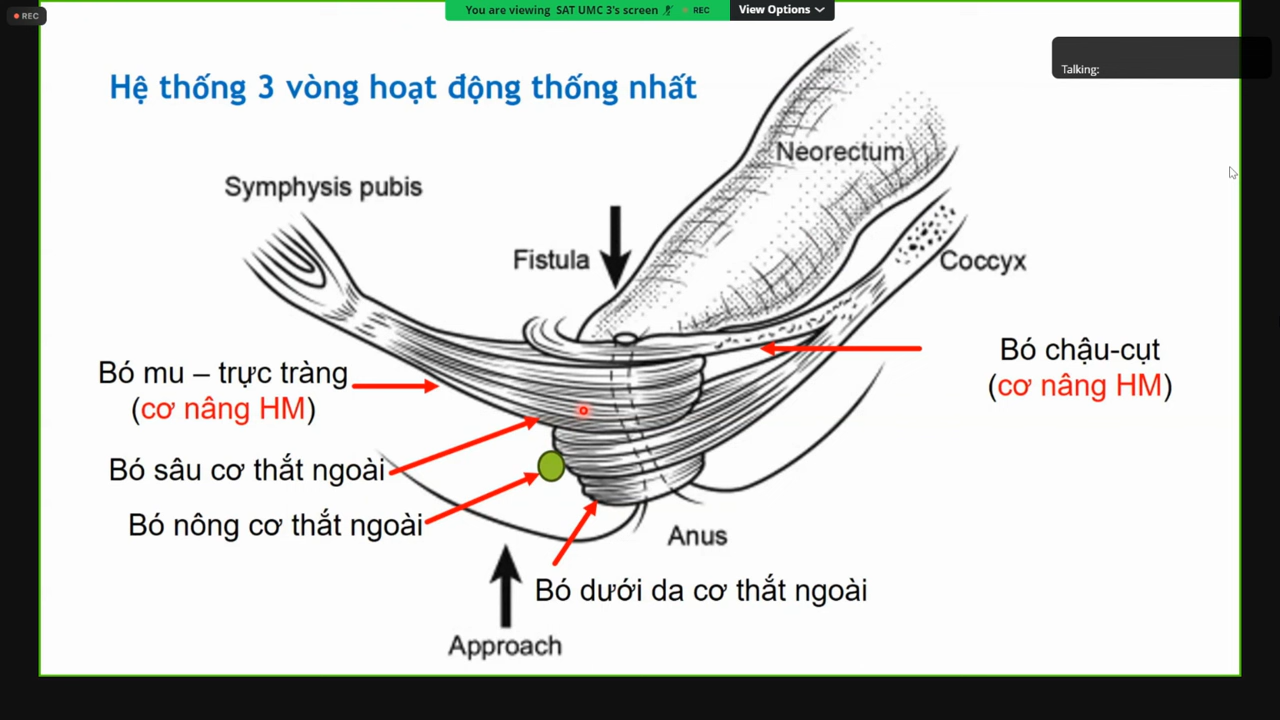 REC
You are viewing SAT UMC 3's screen
REC
View Options
Talking:
Hệ thống 3 vòng hoạt động thống nhất
Neorectum
Symphysis pubis
Fistula
Coccyx
Bó mu – trực tràng
(cơ nâng HM)
Bó chậu-cụt
(cơ nâng HM)
Bó sâu cơ thắt ngoài
Bó nông cơ thắt ngoài
Anus
Bó dưới da cơ thắt ngoài
Approach